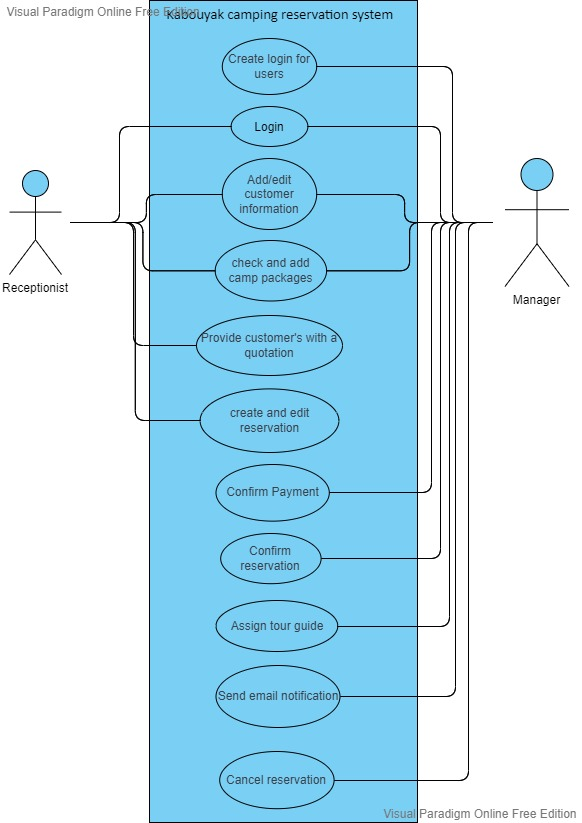 Visual Paradigm Online Free Edition
Kabouyak camping reservation system
Create login for
users
Login
Add/edit
customer
information
check and add
camp packages
Receptionist
Manager
Provide customer's with a
quotation
create and edit
reservation
Confirm Payment
Confirm
reservation
Assign tour guide
Send email notification
Cancel reservation
Visual Paradigm Online Free Edition